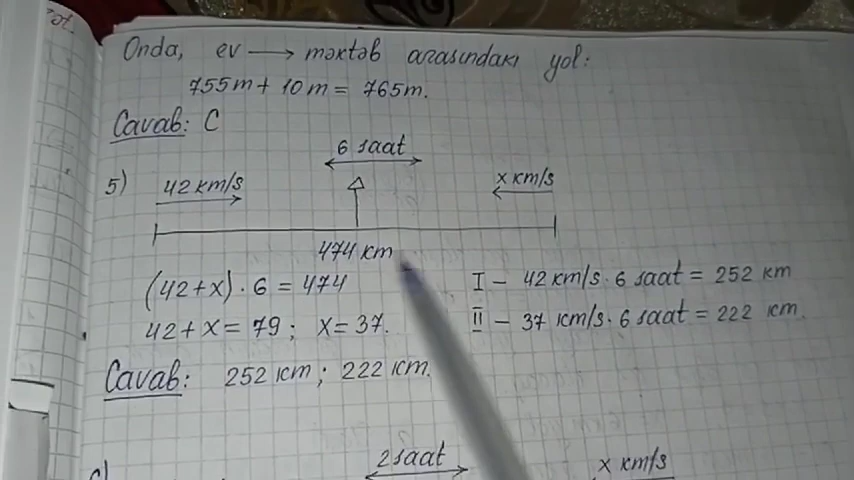 Onda, ev → məktəb arasındakı yol:
755m + 10m = 765m.
Cavab: C
6 saat
5) 42 km/s x km/s
474 km
(42+x) · 6 = 474
42 + x = 79 ; x = 37.
I – 42 km/s · 6 saat = 252 km
II – 37 km/s · 6 saat = 222 km.
Cavab: 252 km ; 222 km.
2 saat
x km/s